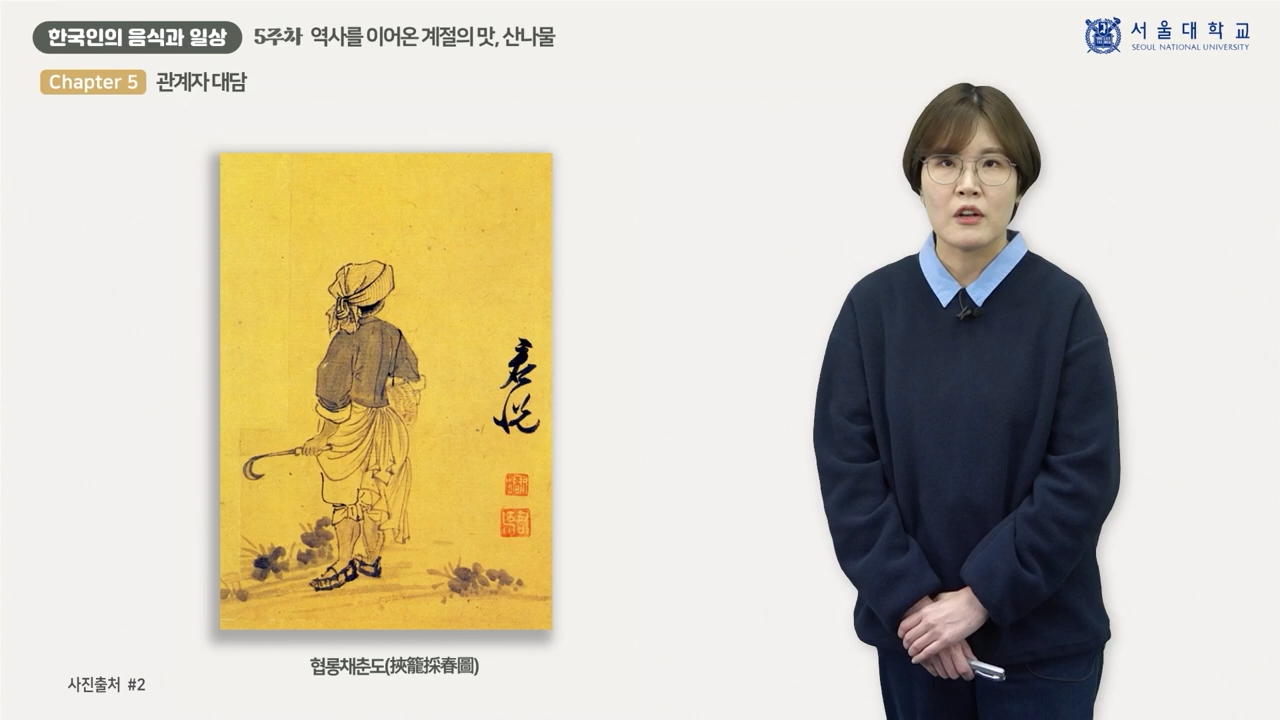 한국인의 음식과 일상
5주차 역사를 이어온 계절의 맛, 산나물
서울대학교
SEOUL NATIONAL UNIVERSITY
Chapter 5
관계자 대담
협롱채춘도(挾籠採春圖)
사진출처 #2